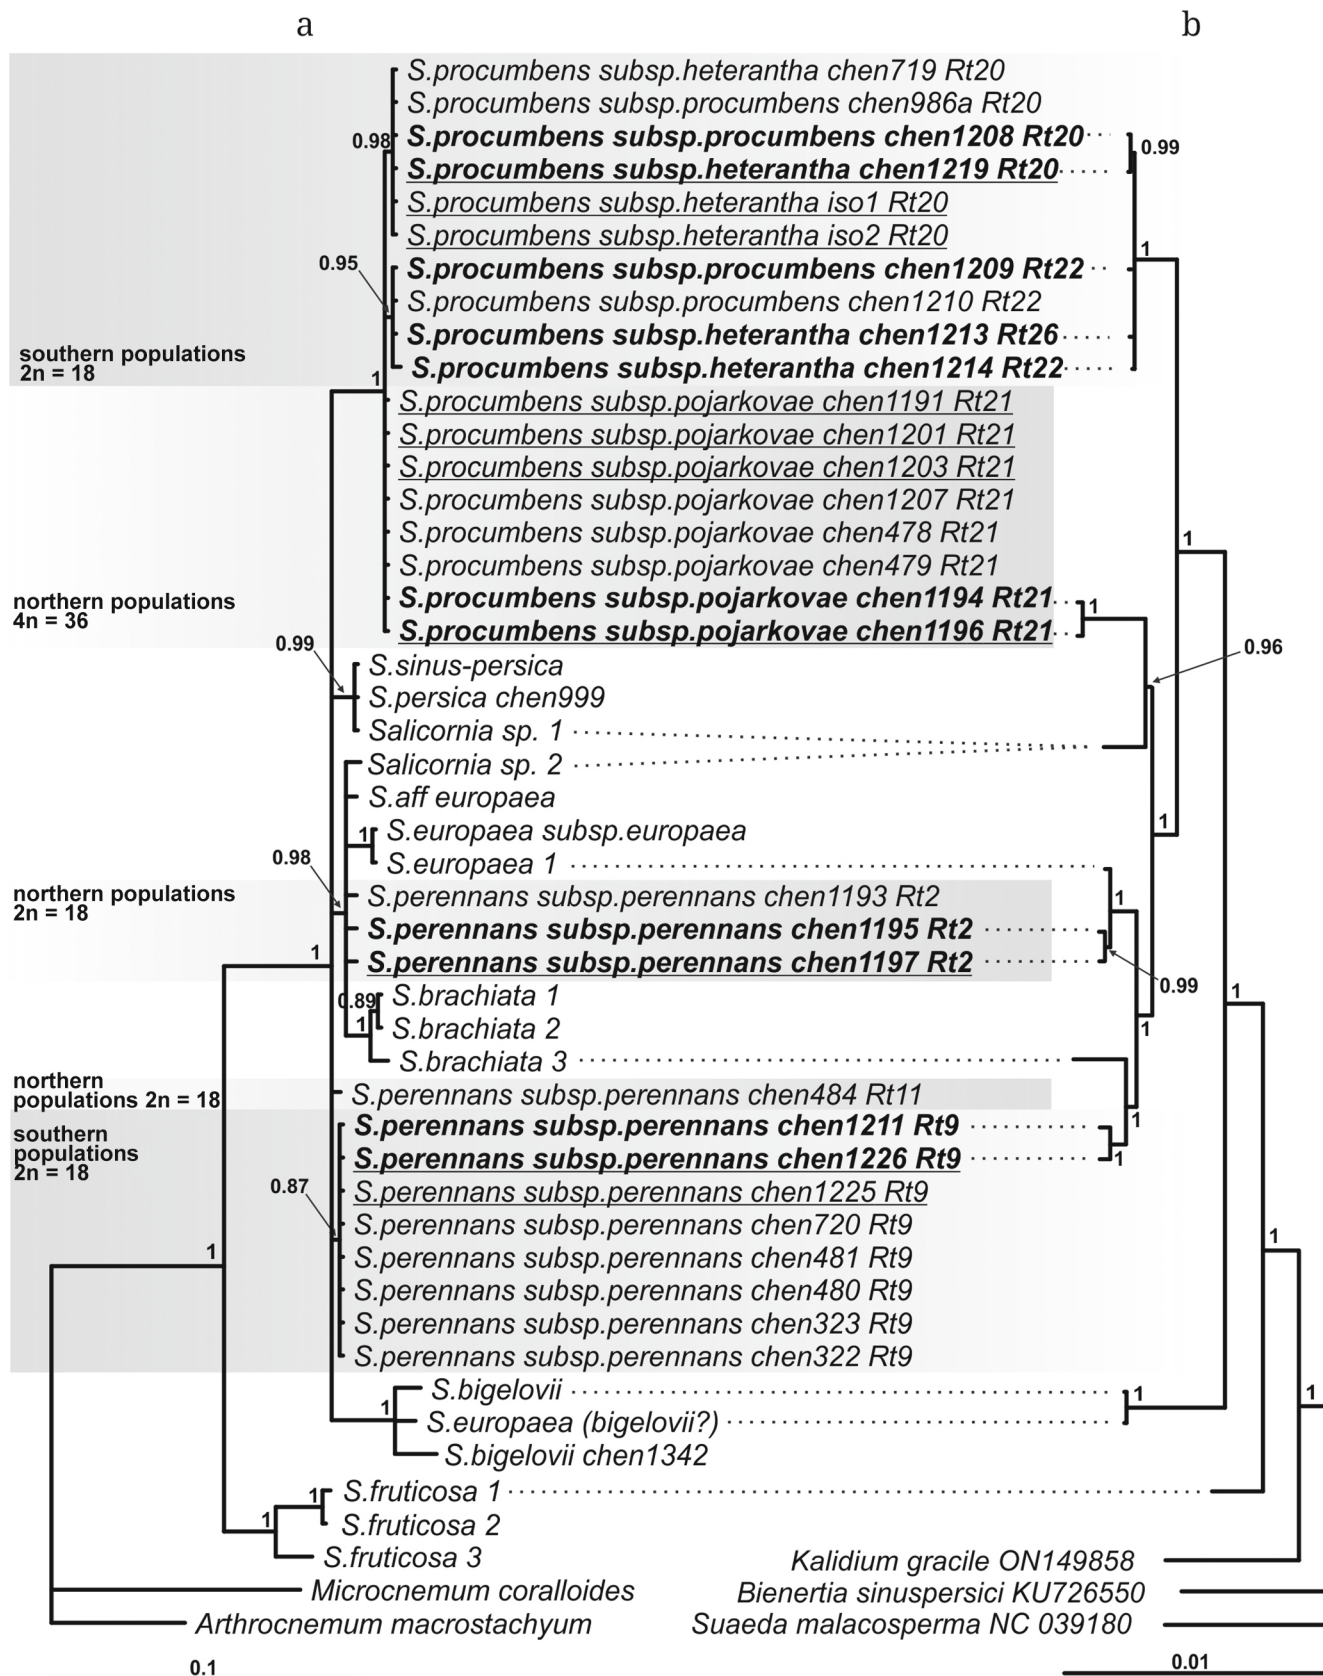 a
b
S.procumbens subsp.heterantha chen719 Rt20
S.procumbens subsp.procumbens chen986a Rt20
0.98
S.procumbens subsp.procumbens chen1208 Rt20
0.99
S.procumbens subsp.heterantha chen1219 Rt20
S.procumbens subsp.heterantha iso1 Rt20
S.procumbens subsp.heterantha iso2 Rt20
1
0.95
S.procumbens subsp.procumbens chen1209 Rt22
S.procumbens subsp.procumbens chen1210 Rt22
S.procumbens subsp.heterantha chen1213 Rt26
southern populations
2n = 18
S.procumbens subsp.heterantha chen1214 Rt22
1
S.procumbens subsp.pojarkovae chen1191 Rt21
S.procumbens subsp.pojarkovae chen1201 Rt21
S.procumbens subsp.pojarkovae chen1203 Rt21
S.procumbens subsp.pojarkovae chen1207 Rt21
S.procumbens subsp.pojarkovae chen478 Rt21
1
S.procumbens subsp.pojarkovae chen479 Rt21
northern populations
4n = 36
S.procumbens subsp.pojarkovae chen1194 Rt21
1
S.procumbens subsp.pojarkovae chen1196 Rt21
0.99
0.96
S.sinus-persica
S.persica chen999
Salicornia sp. 1
Salicornia sp. 2
S.aff europaea
1
S.europaea subsp.europaea
1
0.98
S.europaea 1
northern populations
2n = 18
S.perennans subsp.perennans chen1193 Rt2
1
S.perennans subsp.perennans chen1195 Rt2
1
S.perennans subsp.perennans chen1197 Rt2
0.99
0.89
S.brachiata 1
1
1
S.brachiata 2
1
S.brachiata 3
northern
populations 2n = 18
S.perennans subsp.perennans chen484 Rt11
1
southern
populations
2n = 18
S.perennans subsp.perennans chen1211 Rt9
S.perennans subsp.perennans chen1226 Rt9
1
0.87
S.perennans subsp.perennans chen1225 Rt9
S.perennans subsp.perennans chen720 Rt9
1
1
S.perennans subsp.perennans chen481 Rt9
S.perennans subsp.perennans chen480 Rt9
S.perennans subsp.perennans chen323 Rt9
S.perennans subsp.perennans chen322 Rt9
S.bigelovii
1
1
1
S.europaea (bigelovii?)
S.bigelovii chen1342
1
S.fruticosa 1
1
S.fruticosa 2
S.fruticosa 3
Kalidium gracile ON149858
Microcnemum coralloides
Bienertia sinuspersici KU726550
Arthrocnemum macrostachyum
Suaeda malacosperma NC 039180
0.1
0.01